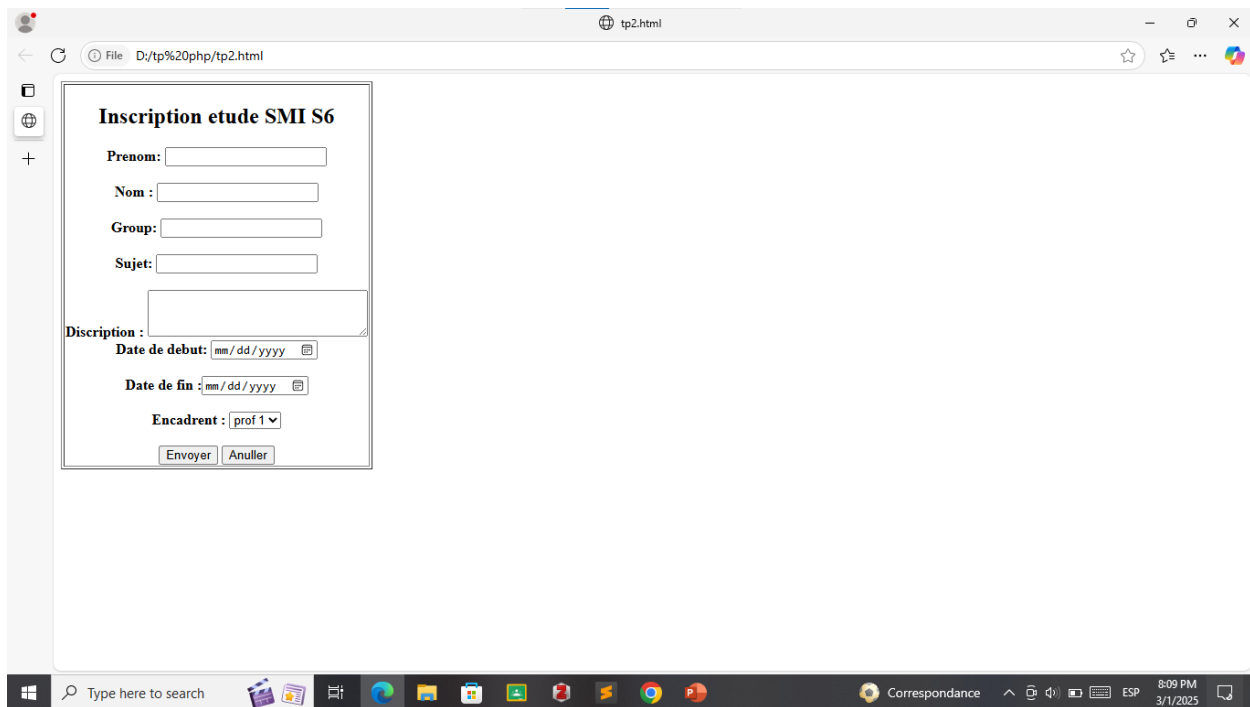 tp2.html
File D:/tp%20php/tp2.html
Inscription etude SMI S6
Prenom:
Nom :
Group:
Sujet:
Discription :
Date de debut: mm/dd/yyyy
Date de fin : mm/dd/yyyy
Encadrent : prof 1
Envoyer Anuller
Type here to search
Correspondance
ESP
8:09 PM
3/1/2025